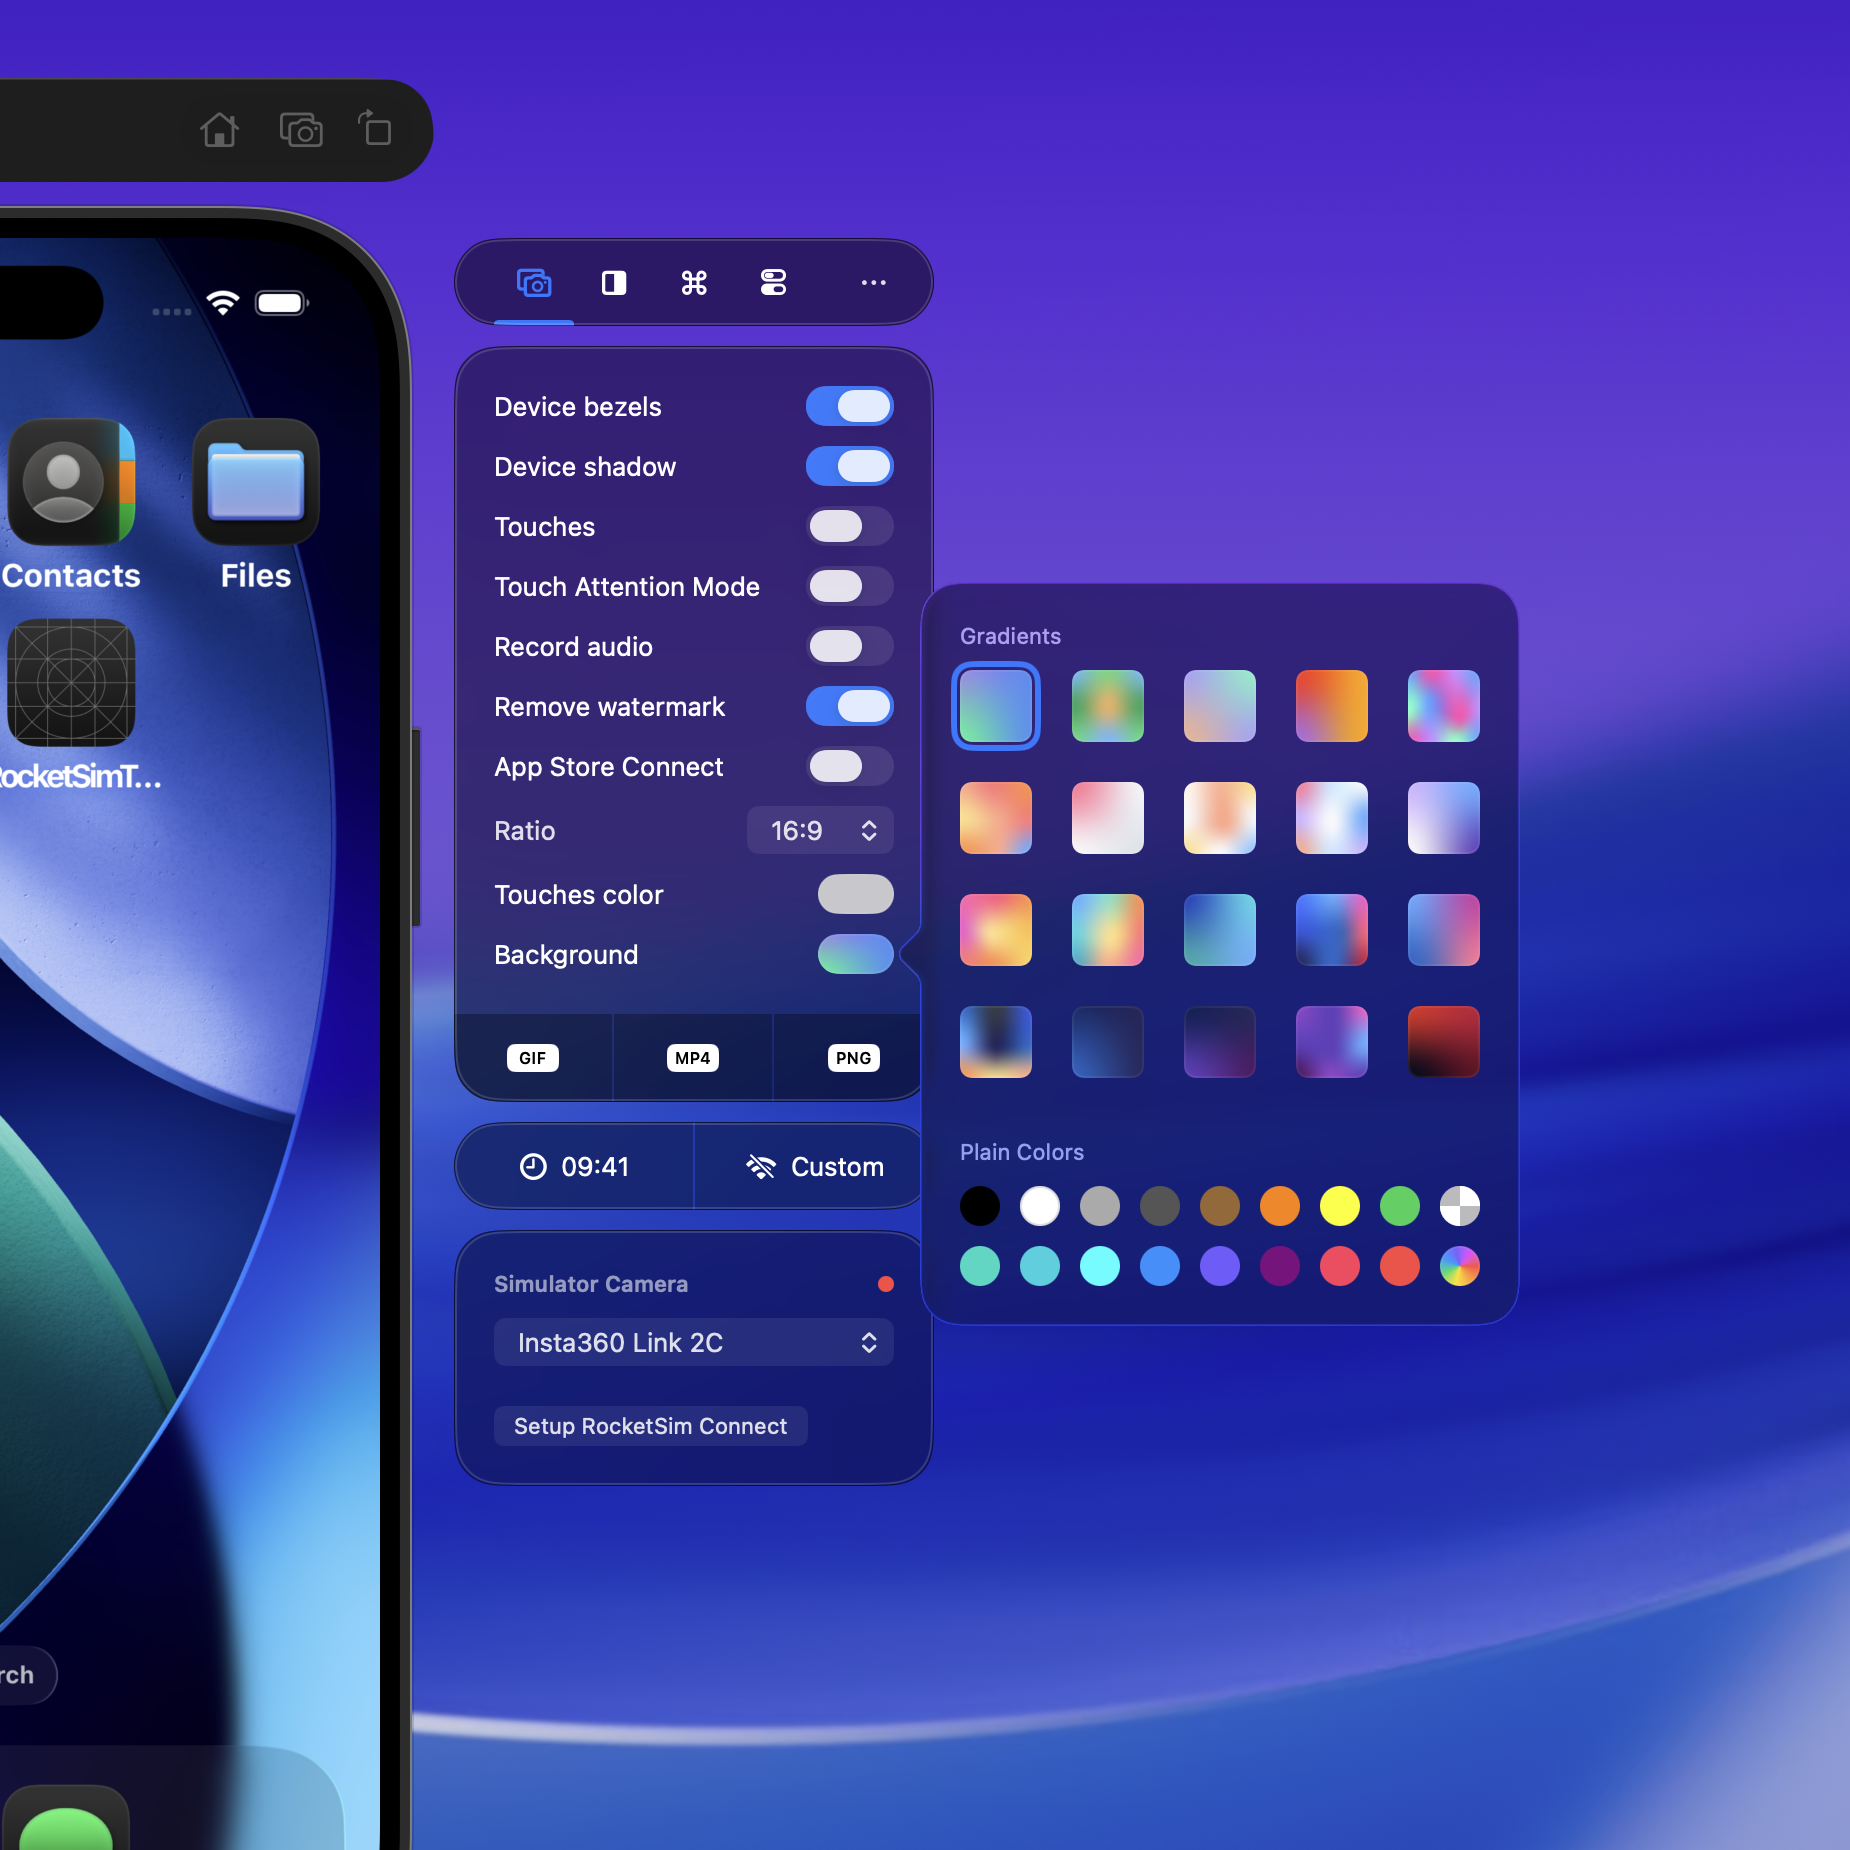 Contacts
Files
RocketSimT...
rch
Device bezels
Device shadow
Touches
Touch Attention Mode
Record audio
Remove watermark
App Store Connect
Ratio
16:9
Touches color
Background
GIF
MP4
PNG
09:41
Custom
Simulator Camera
Insta360 Link 2C
Setup RocketSim Connect
Gradients
Plain Colors